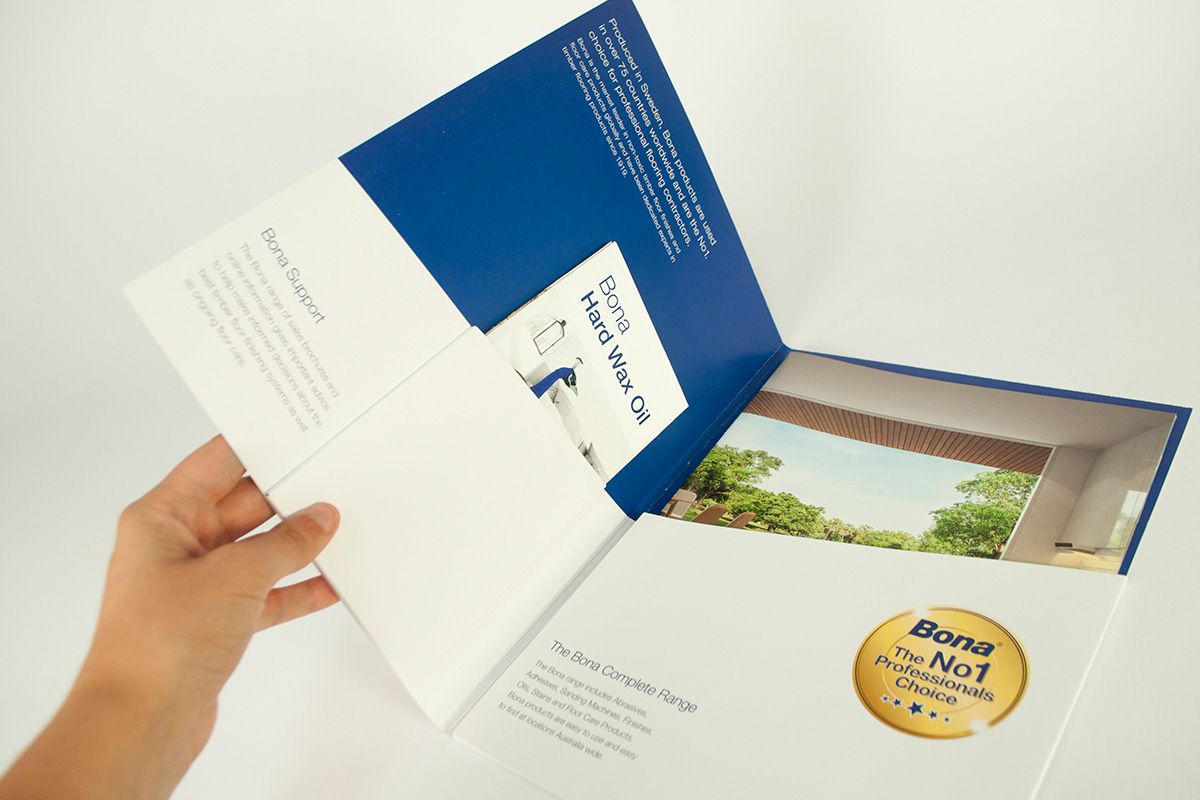 Produced in Sweden, Bona products are used
in over 75 countries worldwide and are the No1.
choice for professional flooring contractors.
Bona is the market leader in non-toxic timber floor finishes and
floor care products globally and have been dedicated experts in
timber flooring products since 1919.
Bona Support
The Bona range of sales brochures and
online information gives important advice
to help make informed decisions about the
best timber floor finishing systems as well
as ongoing floor care.
Bona
Hard Wax Oil
The Bona Complete Range
The Bona range includes Abrasives,
Adhesives, Sanding Machines, Finishes,
Oils, Stains and Floor Care Products.
Bona products are easy to use and easy
to find at locations Australia wide.
Bona®
The No1
Professionals
Choice